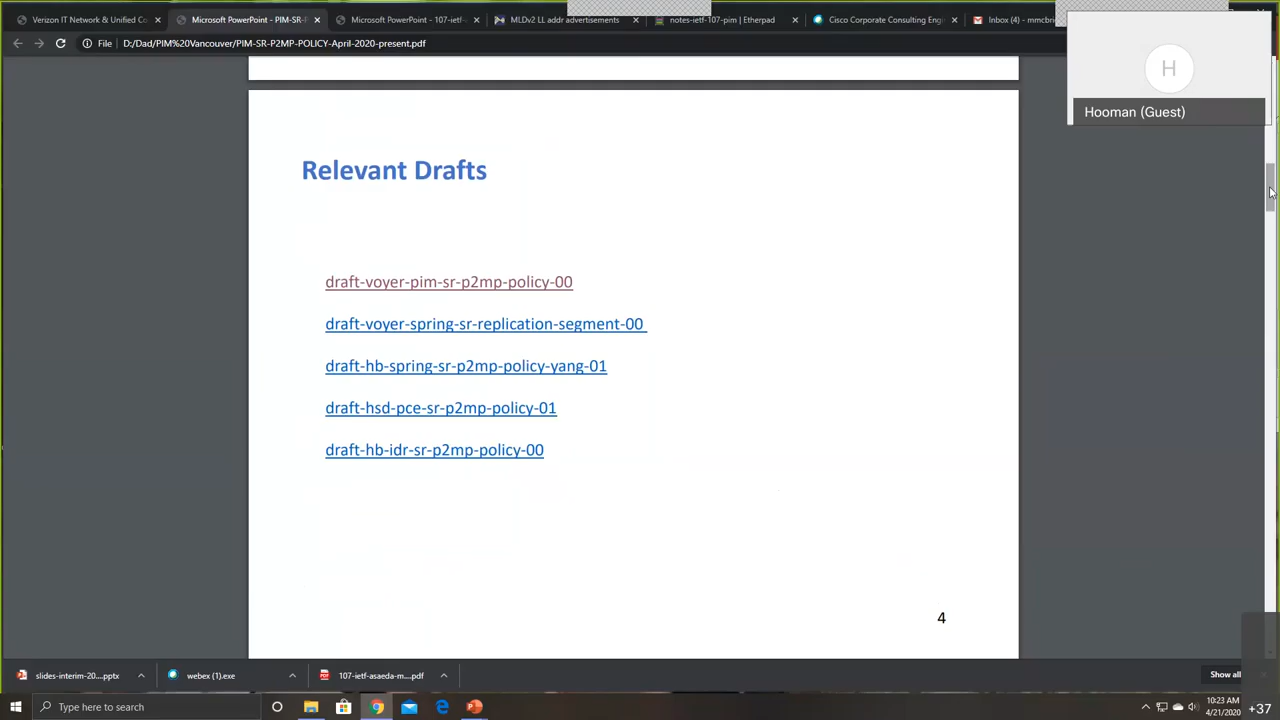 Verizon IT Network & Unified Co
Microsoft PowerPoint - PIM-SR-P
Microsoft PowerPoint - 107-ietf-
MLDv2 LL addr advertisements
notes-ietf-107-pim | Etherpad
Cisco Corporate Consulting Engi
Inbox (4) - mmcbri
File
D:/Dad/PIM%20Vancouver/PIM-SR-P2MP-POLICY-April-2020-present.pdf
H
Hooman (Guest)
Relevant Drafts
draft-voyer-pim-sr-p2mp-policy-00
draft-voyer-spring-sr-replication-segment-00
draft-hb-spring-sr-p2mp-policy-yang-01
draft-hsd-pce-sr-p2mp-policy-01
draft-hb-idr-sr-p2mp-policy-00
4
slides-interim-20....pptx
webex (1).exe
107-ietf-asaeda-m....pdf
Show all
Type here to search
10:23 AM
4/21/2020
+37